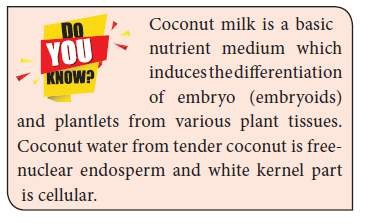 DO
YOU
KNOW?
Coconut milk is a basic
nutrient medium which
induces the differentiation
of embryo (embryoids)
and plantlets from various plant tissues.
Coconut water from tender coconut is free-
nuclear endosperm and white kernel part
is cellular.